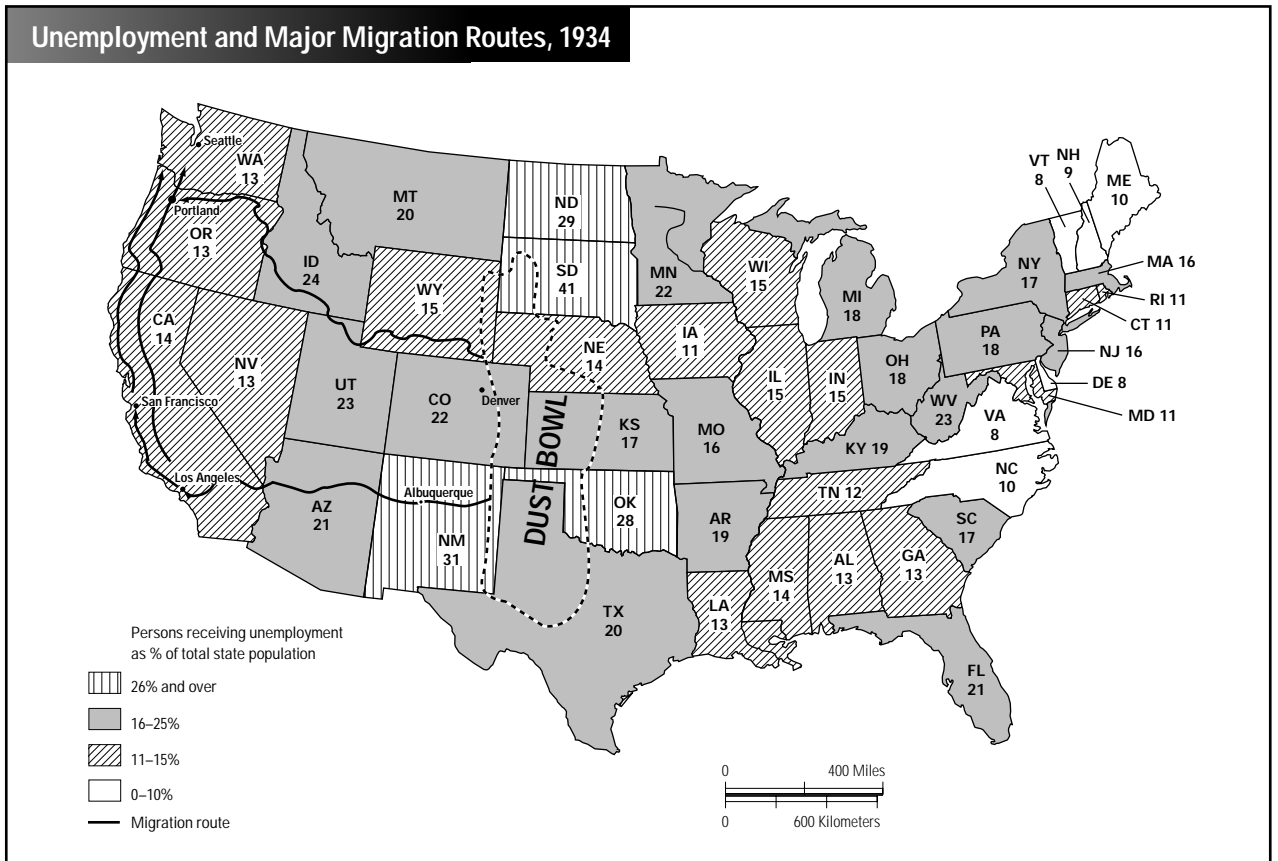 Unemployment and Major Migration Routes, 1934
Seattle
WA
13
Portland
OR
13
ID
24
MT
20
ND
29
SD
41
WY
15
MN
22
WI
15
MI
18
VT
8
NH
9
ME
10
NY
17
MA 16
RI 11
CT 11
NJ 16
PA
18
DE 8
MD 11
CA
14
NV
13
UT
23
CO
22
Denver
NE
14
IA
11
IL
15
IN
15
OH
18
WV
23
VA
8
San Francisco
KS
17
MO
16
KY 19
NC
10
DUST BOWL
Los Angeles
Albuquerque
AZ
21
NM
31
OK
28
AR
19
TN 12
SC
17
TX
20
LA
13
MS
14
AL
13
GA
13
FL
21
Persons receiving unemployment
as % of total state population
26% and over
16–25%
11–15%
0–10%
Migration route
0 400 Miles
0 600 Kilometers